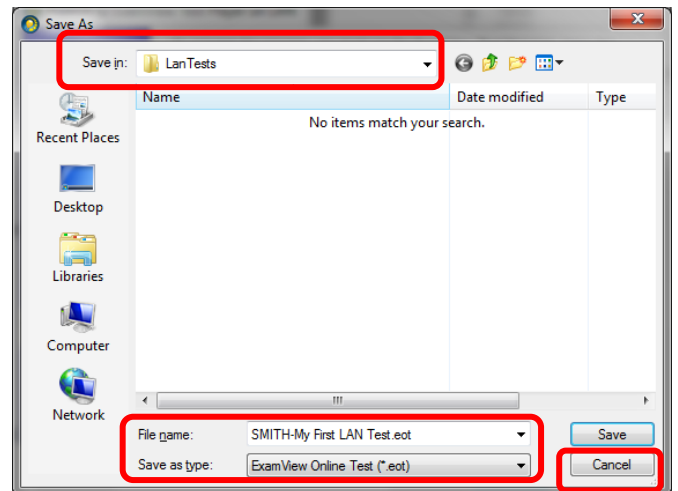 Save As
Save in: LanTests
Name Date modified Type
No items match your search.
Recent Places
Desktop
Libraries
Computer
Network
File name: SMITH-My First LAN Test.eot Save
Save as type: ExamView Online Test (*.eot) Cancel